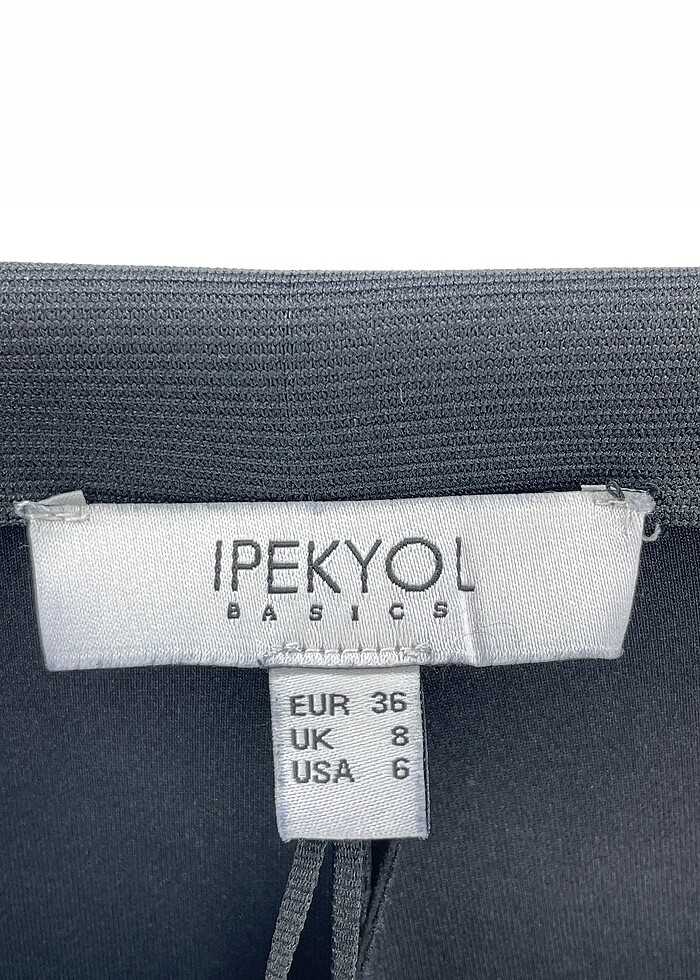 IPEKYOL
BASICS
EUR 36
UK 8
USA 6